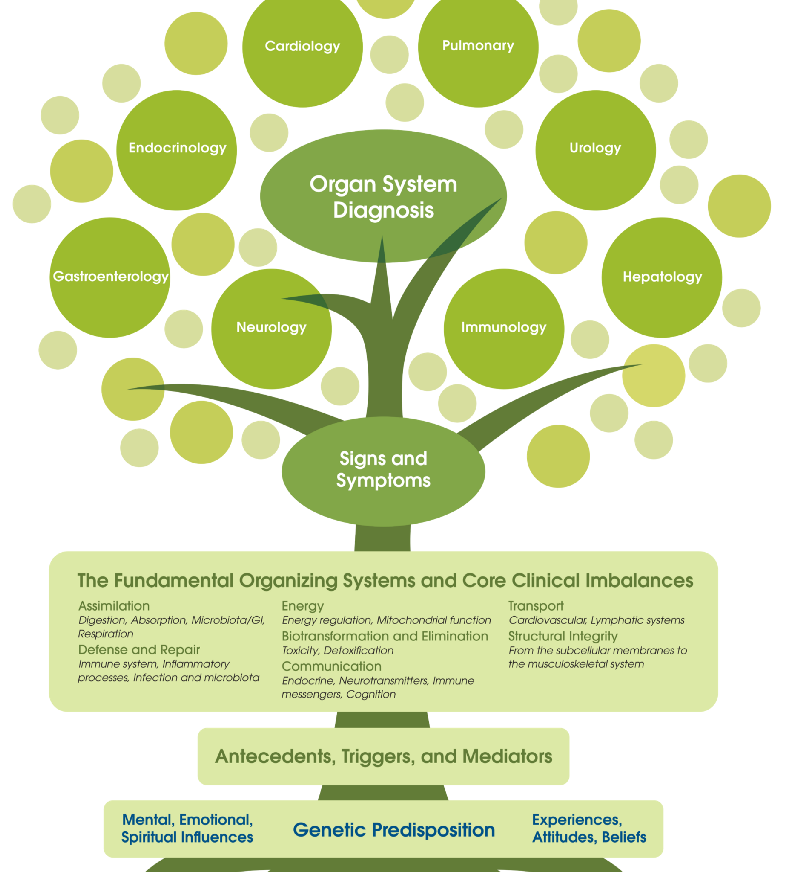 Cardiology
Pulmonary
Endocrinology
Urology
Organ System
Diagnosis
Gastroenterology
Hepatology
Neurology
Immunology
Signs and
Symptoms
The Fundamental Organizing Systems and Core Clinical Imbalances
Assimilation
Digestion, Absorption, Microbiota/GI,
Respiration
Defense and Repair
Immune system, Inflammatory
processes, Infection and microbiota
Energy
Energy regulation, Mitochondrial function
Biotransformation and Elimination
Toxicity, Detoxification
Communication
Endocrine, Neurotransmitters, Immune
messengers, Cognition
Transport
Cardiovascular, Lymphatic systems
Structural Integrity
From the subcellular membranes to
the musculoskeletal system
Antecedents, Triggers, and Mediators
Mental, Emotional,
Spiritual Influences
Genetic Predisposition
Experiences,
Attitudes, Beliefs